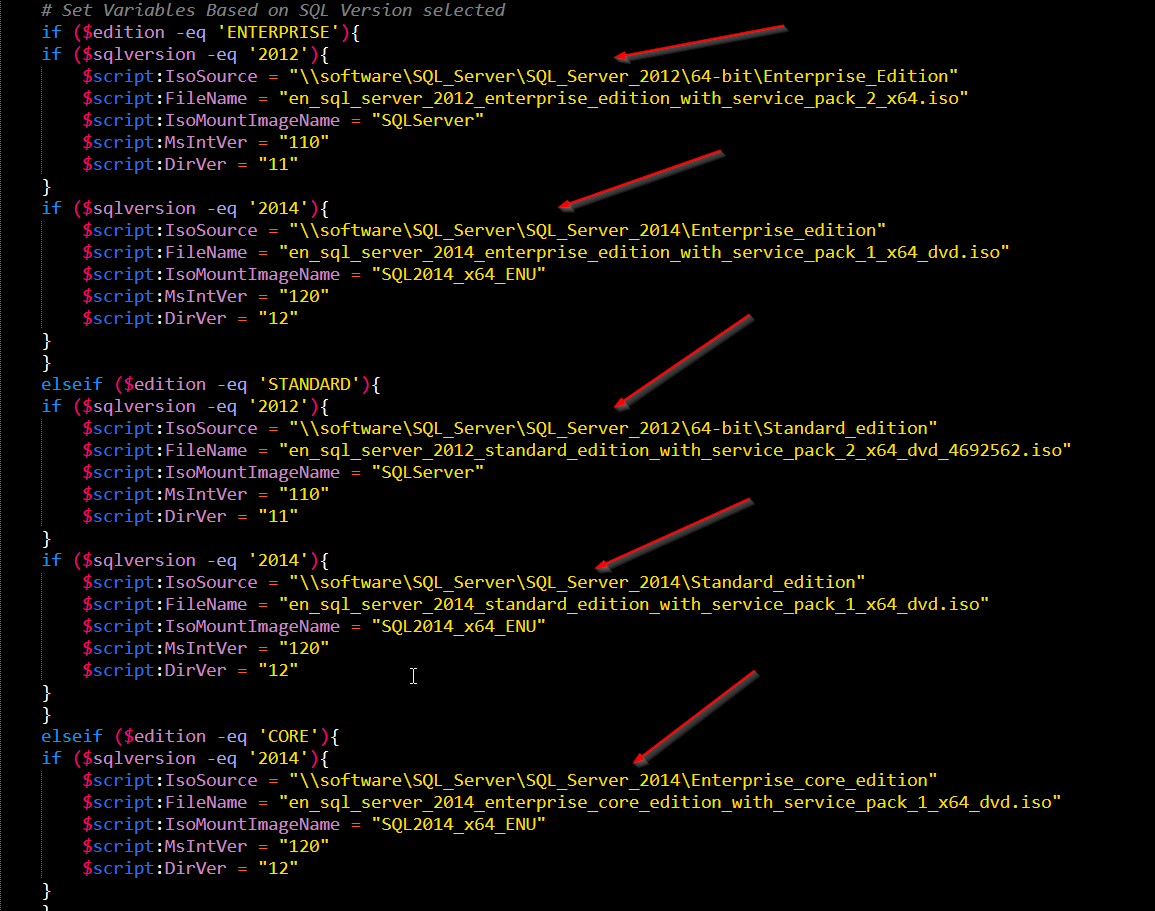 # Set Variables Based on SQL Version selected
if ($edition -eq 'ENTERPRISE'){
if ($sqlversion -eq '2012'){
$script:IsoSource = "\\software\SQL_Server\SQL_Server_2012\64-bit\Enterprise_Edition"
$script:FileName = "en_sql_server_2012_enterprise_edition_with_service_pack_2_x64.iso"
$script:IsoMountImageName = "SQLServer"
$script:MsIntVer = "110"
$script:DirVer = "11"
}
if ($sqlversion -eq '2014'){
$script:IsoSource = "\\software\SQL_Server\SQL_Server_2014\Enterprise_edition"
$script:FileName = "en_sql_server_2014_enterprise_edition_with_service_pack_1_x64_dvd.iso"
$script:IsoMountImageName = "SQL2014_x64_ENU"
$script:MsIntVer = "120"
$script:DirVer = "12"
}
}
elseif ($edition -eq 'STANDARD'){
if ($sqlversion -eq '2012'){
$script:IsoSource = "\\software\SQL_Server\SQL_Server_2012\64-bit\Standard_edition"
$script:FileName = "en_sql_server_2012_standard_edition_with_service_pack_2_x64_dvd_4692562.iso"
$script:IsoMountImageName = "SQLServer"
$script:MsIntVer = "110"
$script:DirVer = "11"
}
if ($sqlversion -eq '2014'){
$script:IsoSource = "\\software\SQL_Server\SQL_Server_2014\Standard_edition"
$script:FileName = "en_sql_server_2014_standard_edition_with_service_pack_1_x64_dvd.iso"
$script:IsoMountImageName = "SQL2014_x64_ENU"
$script:MsIntVer = "120"
$script:DirVer = "12"
}
}
elseif ($edition -eq 'CORE'){
if ($sqlversion -eq '2014'){
$script:IsoSource = "\\software\SQL_Server\SQL_Server_2014\Enterprise_core_edition"
$script:FileName = "en_sql_server_2014_enterprise_core_edition_with_service_pack_1_x64_dvd.iso"
$script:IsoMountImageName = "SQL2014_x64_ENU"
$script:MsIntVer = "120"
$script:DirVer = "12"
}
}